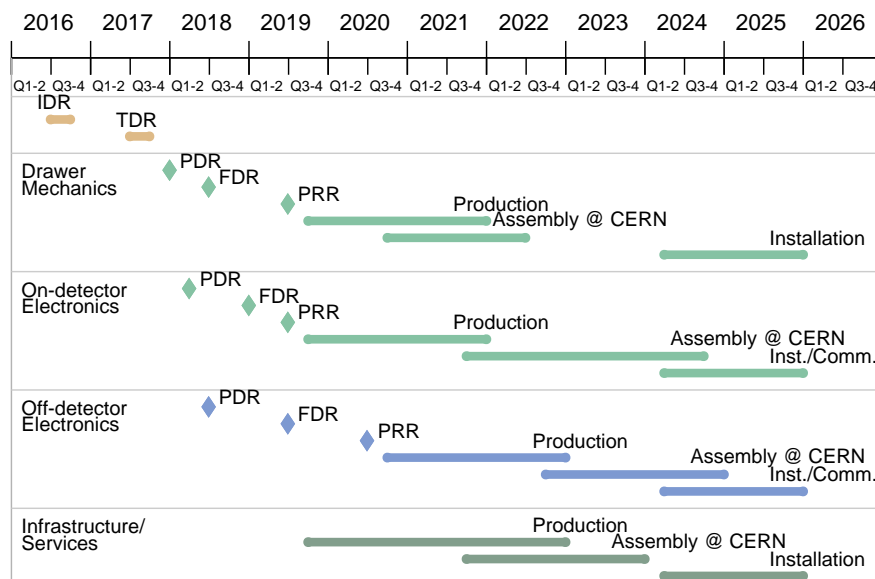 2016 2017 2018 2019 2020 2021 2022 2023 2024 2025 2026
Q1-2 Q3-4 Q1-2 Q3-4 Q1-2 Q3-4 Q1-2 Q3-4 Q1-2 Q3-4 Q1-2 Q3-4 Q1-2 Q3-4 Q1-2 Q3-4 Q1-2 Q3-4 Q1-2 Q3-4 Q1-2 Q3-4
IDR
TDR
Drawer
Mechanics
PDR
FDR
PRR
Production
Assembly @ CERN
Installation
On-detector
Electronics
PDR
FDR
PRR
Production
Assembly @ CERN
Inst./Comm.
Off-detector
Electronics
PDR
FDR
PRR
Production
Assembly @ CERN
Inst./Comm.
Infrastructure/
Services
Production
Assembly @ CERN
Installation